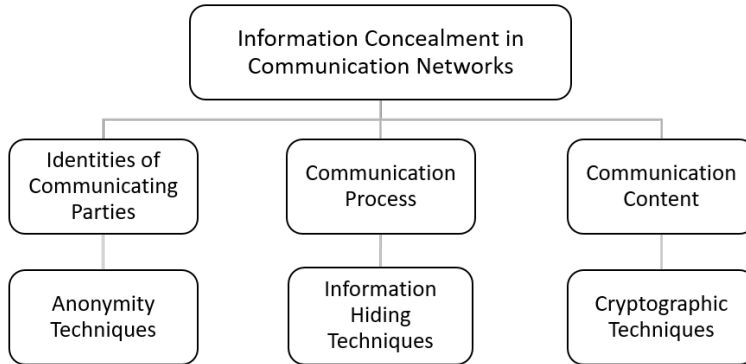 Information Concealment in
Communication Networks
Identities of
Communicating
Parties
Communication
Process
Communication
Content
Anonymity
Techniques
Information
Hiding
Techniques
Cryptographic
Techniques